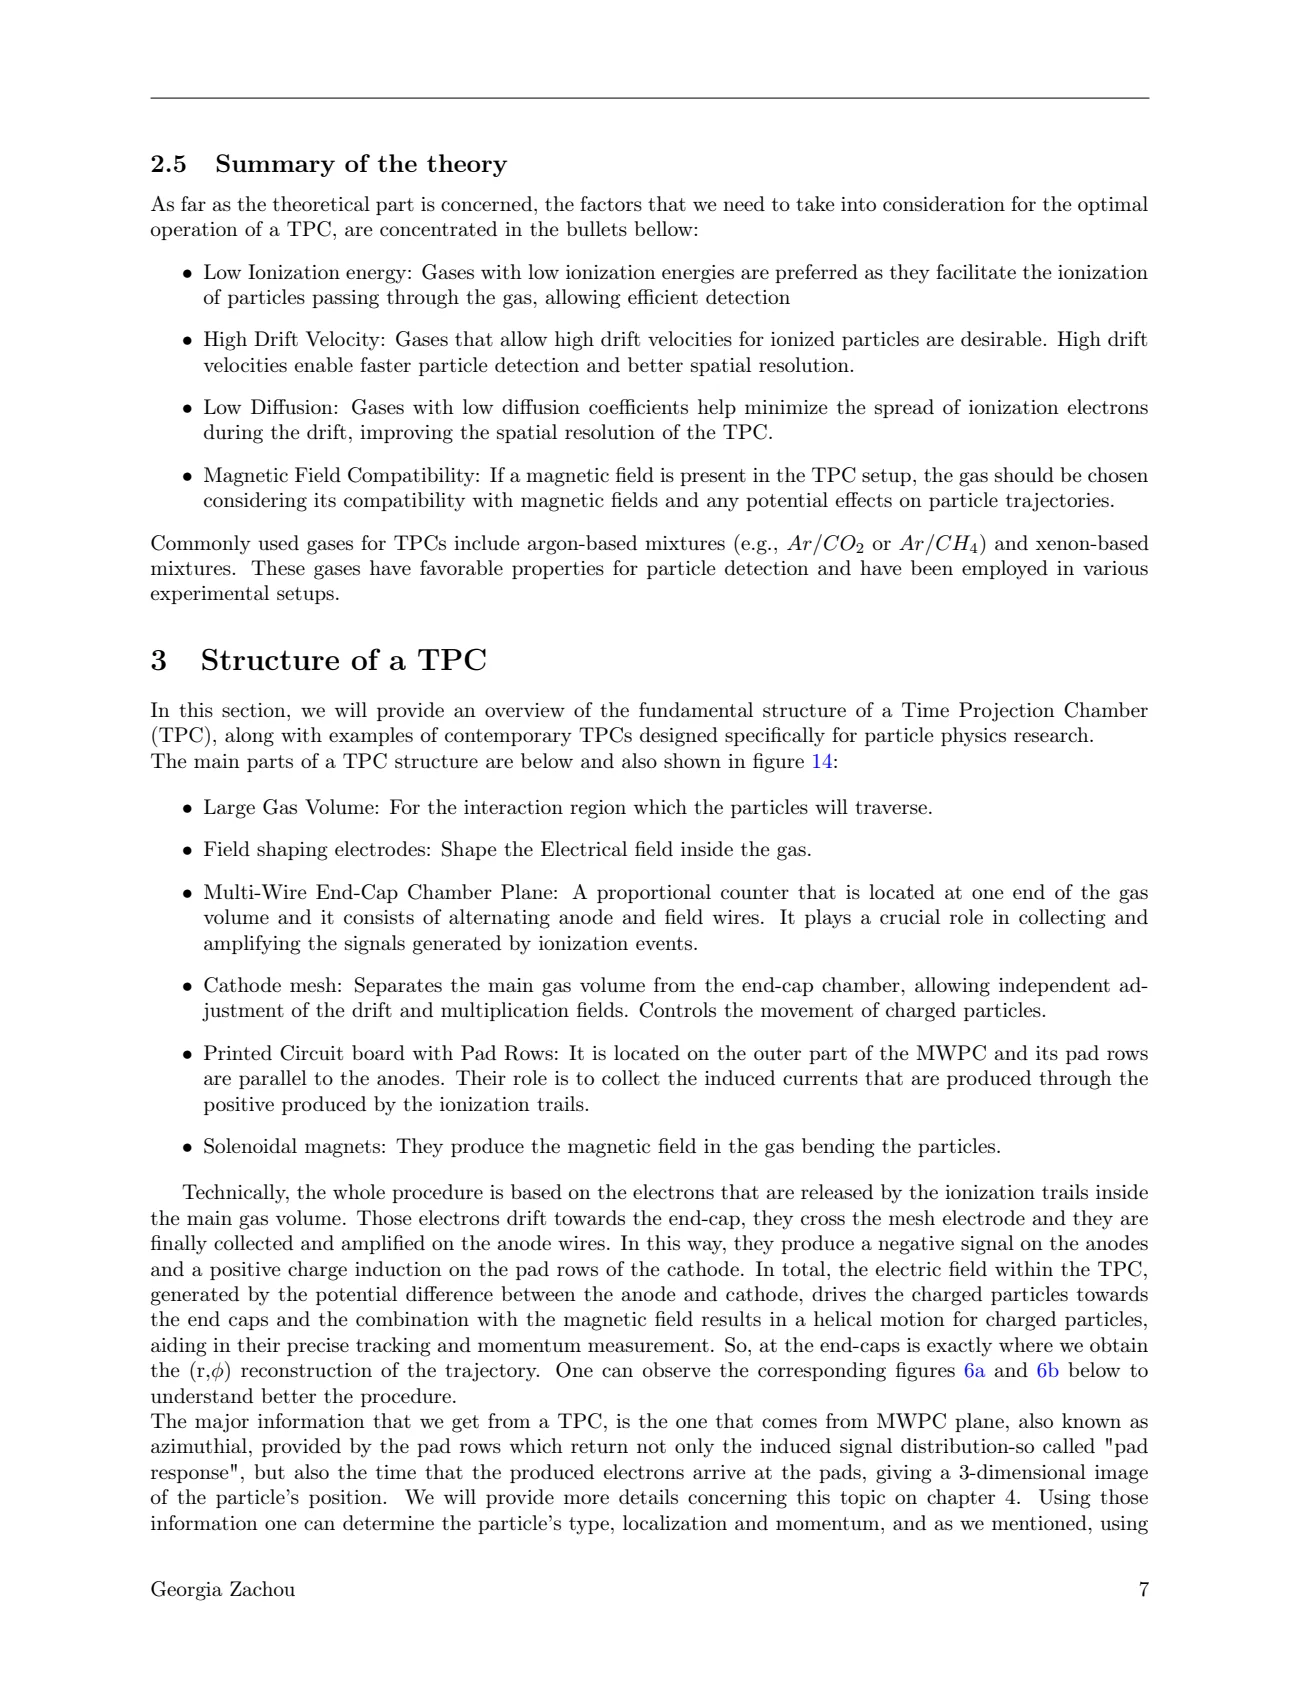 2.5 Summary of the theory
As far as the theoretical part is concerned, the factors that we need to take into consideration for the optimal
operation of a TPC, are concentrated in the bullets bellow:
• Low Ionization energy: Gases with low ionization energies are preferred as they facilitate the ionization
of particles passing through the gas, allowing efficient detection
• High Drift Velocity: Gases that allow high drift velocities for ionized particles are desirable. High drift
velocities enable faster particle detection and better spatial resolution.
• Low Diffusion: Gases with low diffusion coefficients help minimize the spread of ionization electrons
during the drift, improving the spatial resolution of the TPC.
• Magnetic Field Compatibility: If a magnetic field is present in the TPC setup, the gas should be chosen
considering its compatibility with magnetic fields and any potential effects on particle trajectories.
Commonly used gases for TPCs include argon-based mixtures (e.g., Ar/CO₂ or Ar/CH₄) and xenon-based
mixtures. These gases have favorable properties for particle detection and have been employed in various
experimental setups.
3 Structure of a TPC
In this section, we will provide an overview of the fundamental structure of a Time Projection Chamber
(TPC), along with examples of contemporary TPCs designed specifically for particle physics research.
The main parts of a TPC structure are below and also shown in figure 14:
• Large Gas Volume: For the interaction region which the particles will traverse.
• Field shaping electrodes: Shape the Electrical field inside the gas.
• Multi-Wire End-Cap Chamber Plane: A proportional counter that is located at one end of the gas
volume and it consists of alternating anode and field wires. It plays a crucial role in collecting and
amplifying the signals generated by ionization events.
• Cathode mesh: Separates the main gas volume from the end-cap chamber, allowing independent ad-
justment of the drift and multiplication fields. Controls the movement of charged particles.
• Printed Circuit board with Pad Rows: It is located on the outer part of the MWPC and its pad rows
are parallel to the anodes. Their role is to collect the induced currents that are produced through the
positive produced by the ionization trails.
• Solenoidal magnets: They produce the magnetic field in the gas bending the particles.
Technically, the whole procedure is based on the electrons that are released by the ionization trails inside
the main gas volume. Those electrons drift towards the end-cap, they cross the mesh electrode and they are
finally collected and amplified on the anode wires. In this way, they produce a negative signal on the anodes
and a positive charge induction on the pad rows of the cathode. In total, the electric field within the TPC,
generated by the potential difference between the anode and cathode, drives the charged particles towards
the end caps and the combination with the magnetic field results in a helical motion for charged particles,
aiding in their precise tracking and momentum measurement. So, at the end-caps is exactly where we obtain
the (r,ϕ) reconstruction of the trajectory. One can observe the corresponding figures 6a and 6b below to
understand better the procedure.
The major information that we get from a TPC, is the one that comes from MWPC plane, also known as
azimuthial, provided by the pad rows which return not only the induced signal distribution-so called "pad
response", but also the time that the produced electrons arrive at the pads, giving a 3-dimensional image
of the particle's position. We will provide more details concerning this topic on chapter 4. Using those
information one can determine the particle's type, localization and momentum, and as we mentioned, using
Georgia Zachou 7